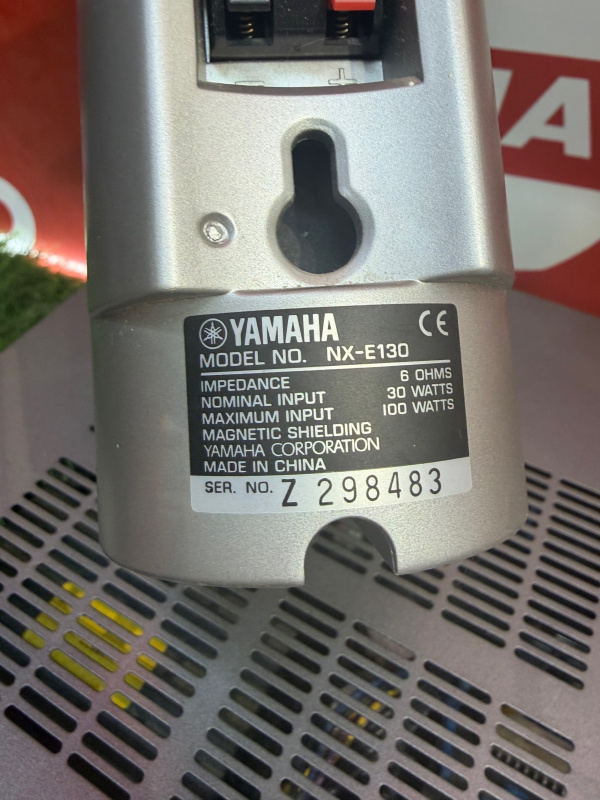 - +
YAMAHA CE
MODEL NO. NX-E130
IMPEDANCE 6 OHMS
NOMINAL INPUT 30 WATTS
MAXIMUM INPUT 100 WATTS
MAGNETIC SHIELDING
YAMAHA CORPORATION
MADE IN CHINA
SER. NO. Z 298483